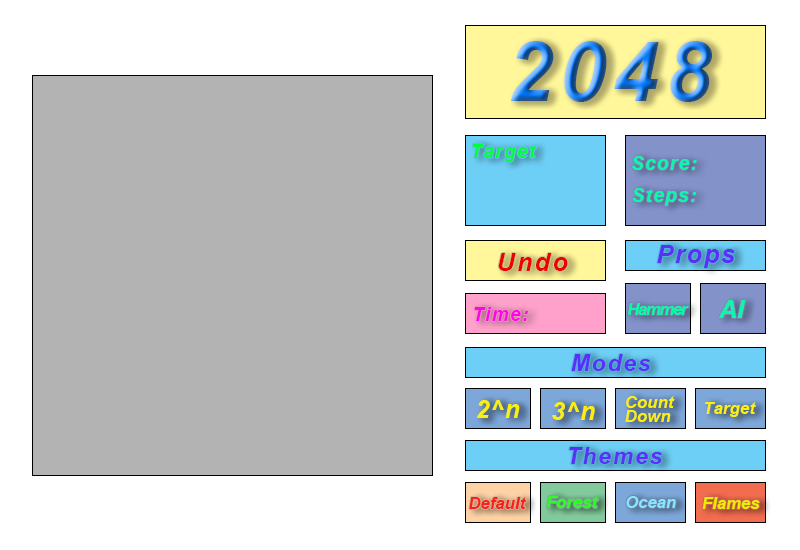 2048
Target
Score:
Steps:
Undo
Props
Time:
Hammer
AI
Modes
2^n
3^n
Count
Down
Target
Themes
Default
Forest
Ocean
Flames